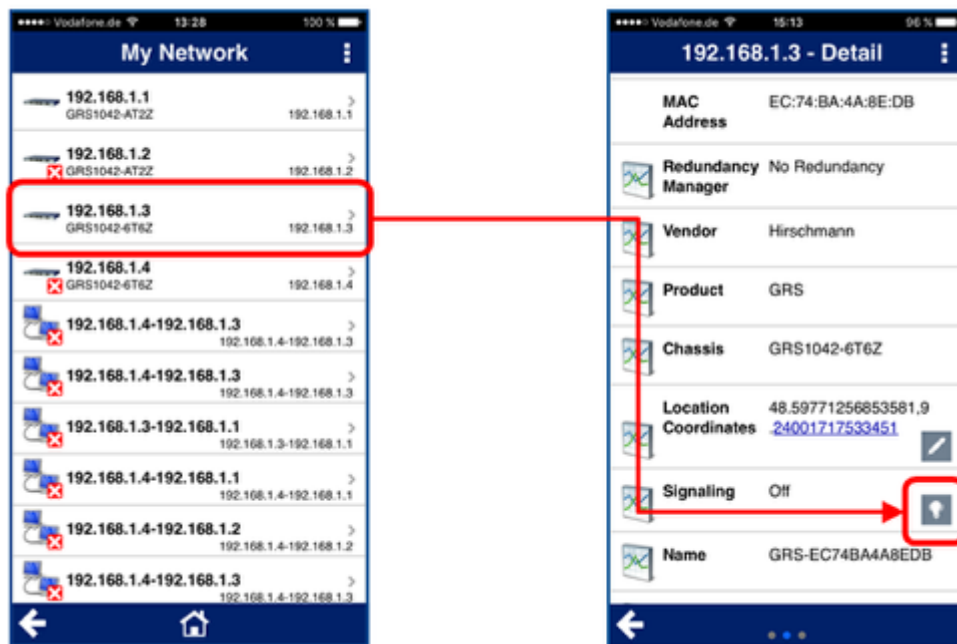 Vodafone.de 13:28 100 %
My Network
192.168.1.1
GRS1042-AT2Z 192.168.1.1
192.168.1.2
GRS1042-AT2Z 192.168.1.2
192.168.1.3
GRS1042-6T6Z 192.168.1.3
192.168.1.4
GRS1042-6T6Z 192.168.1.4
192.168.1.4-192.168.1.3
192.168.1.4-192.168.1.3
192.168.1.4-192.168.1.3
192.168.1.4-192.168.1.3
192.168.1.3-192.168.1.1
192.168.1.3-192.168.1.1
192.168.1.4-192.168.1.1
192.168.1.4-192.168.1.1
192.168.1.4-192.168.1.2
192.168.1.4-192.168.1.2
192.168.1.4-192.168.1.3
192.168.1.4-192.168.1.3
Vodafone.de 15:13 96 %
192.168.1.3 - Detail
MAC EC:74:BA:4A:8E:DB
Address
Redundancy No Redundancy
Manager
Vendor Hirschmann
Product GRS
Chassis GRS1042-6T6Z
Location 48.59771256853581,9
Coordinates .24001717533451
Signaling Off
Name GRS-EC74BA4A8EDB